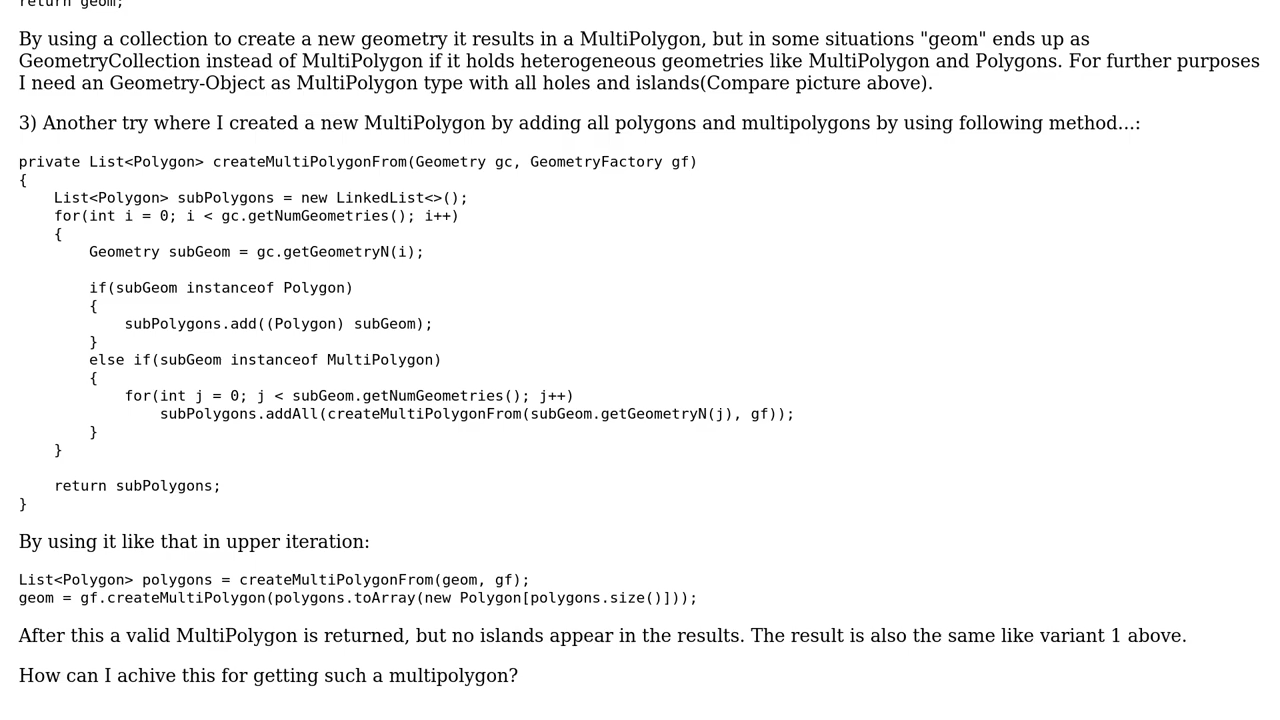 return geom;
By using a collection to create a new geometry it results in a MultiPolygon, but in some situations "geom" ends up as
GeometryCollection instead of MultiPolygon if it holds heterogeneous geometries like MultiPolygon and Polygons. For further purposes
I need an Geometry-Object as MultiPolygon type with all holes and islands(Compare picture above).
3) Another try where I created a new MultiPolygon by adding all polygons and multipolygons by using following method...:
private List<Polygon> createMultiPolygonFrom(Geometry gc, GeometryFactory gf)
{
    List<Polygon> subPolygons = new LinkedList<>();
    for(int i = 0; i < gc.getNumGeometries(); i++)
    {
        Geometry subGeom = gc.getGeometryN(i);
        if(subGeom instanceof Polygon)
        {
            subPolygons.add((Polygon) subGeom);
        }
        else if(subGeom instanceof MultiPolygon)
        {
            for(int j = 0; j < subGeom.getNumGeometries(); j++)
                subPolygons.addAll(createMultiPolygonFrom(subGeom.getGeometryN(j), gf));
        }
    }
    return subPolygons;
}
By using it like that in upper iteration:
List<Polygon> polygons = createMultiPolygonFrom(geom, gf);
geom = gf.createMultiPolygon(polygons.toArray(new Polygon[polygons.size()]));
After this a valid MultiPolygon is returned, but no islands appear in the results. The result is also the same like variant 1 above.
How can I achive this for getting such a multipolygon?